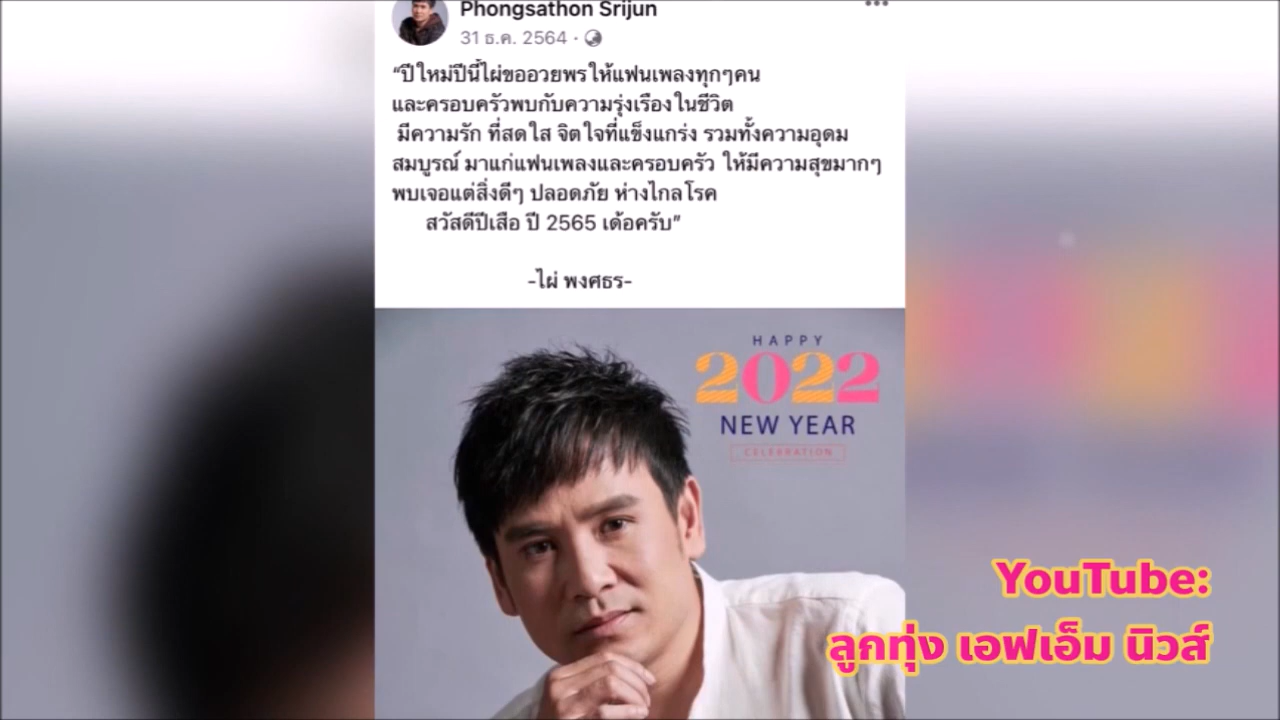 Phongsathon Srijun
31 ธ.ค. 2564 ·
“ปีใหม่ปีนี้ไผ่ขออวยพรให้แฟนเพลงทุกๆคน
และครอบครัวพบกับความรุ่งเรืองในชีวิต
มีความรัก ที่สดใส จิตใจที่แข็งแกร่ง รวมทั้งความอุดม
สมบูรณ์ มาแก่แฟนเพลงและครอบครัว ให้มีความสุขมากๆ
พบเจอแต่สิ่งดีๆ ปลอดภัย ห่างไกลโรค
สวัสดีปีเสือ ปี 2565 เด้อครับ”
-ไผ่ พงศธร-
HAPPY
2022
NEW YEAR
CELEBRATION
YouTube:
ลูกทุ่ง เอฟเอ็ม นิวส์